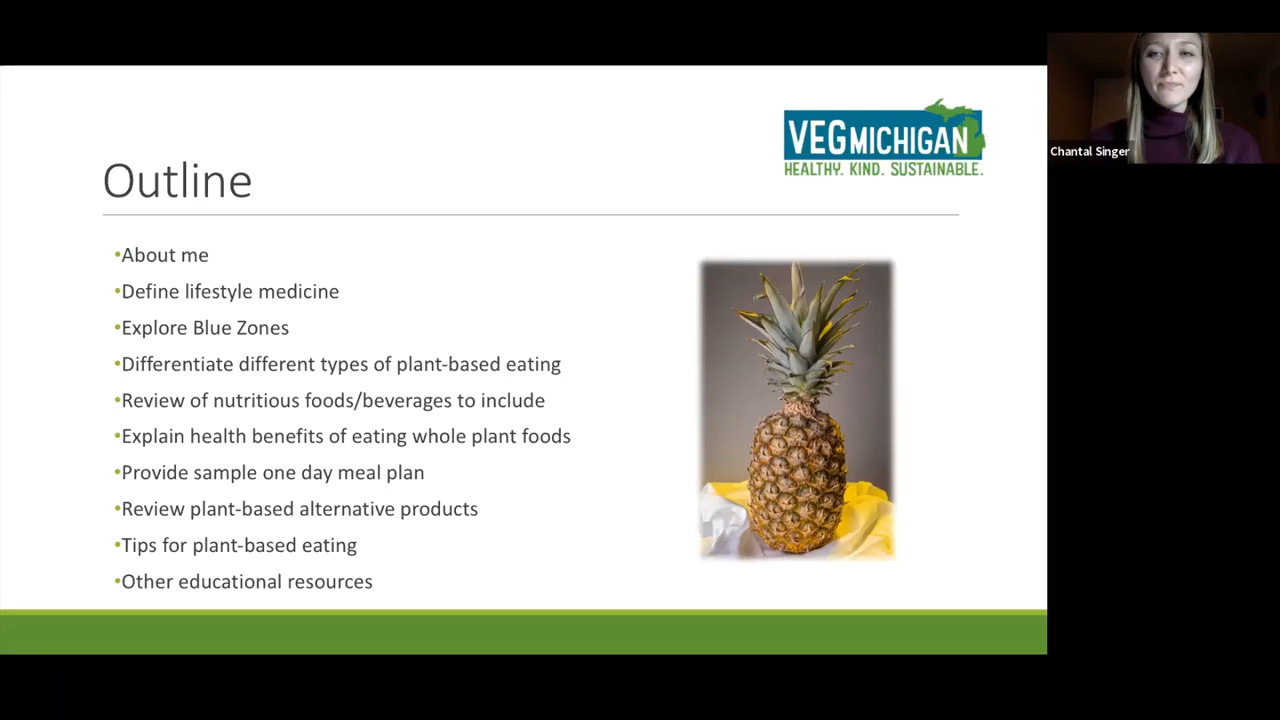 VEGMICHIGAN
HEALTHY. KIND. SUSTAINABLE.
Chantal Singer
Outline
•About me
•Define lifestyle medicine
•Explore Blue Zones
•Differentiate different types of plant-based eating
•Review of nutritious foods/beverages to include
•Explain health benefits of eating whole plant foods
•Provide sample one day meal plan
•Review plant-based alternative products
•Tips for plant-based eating
•Other educational resources